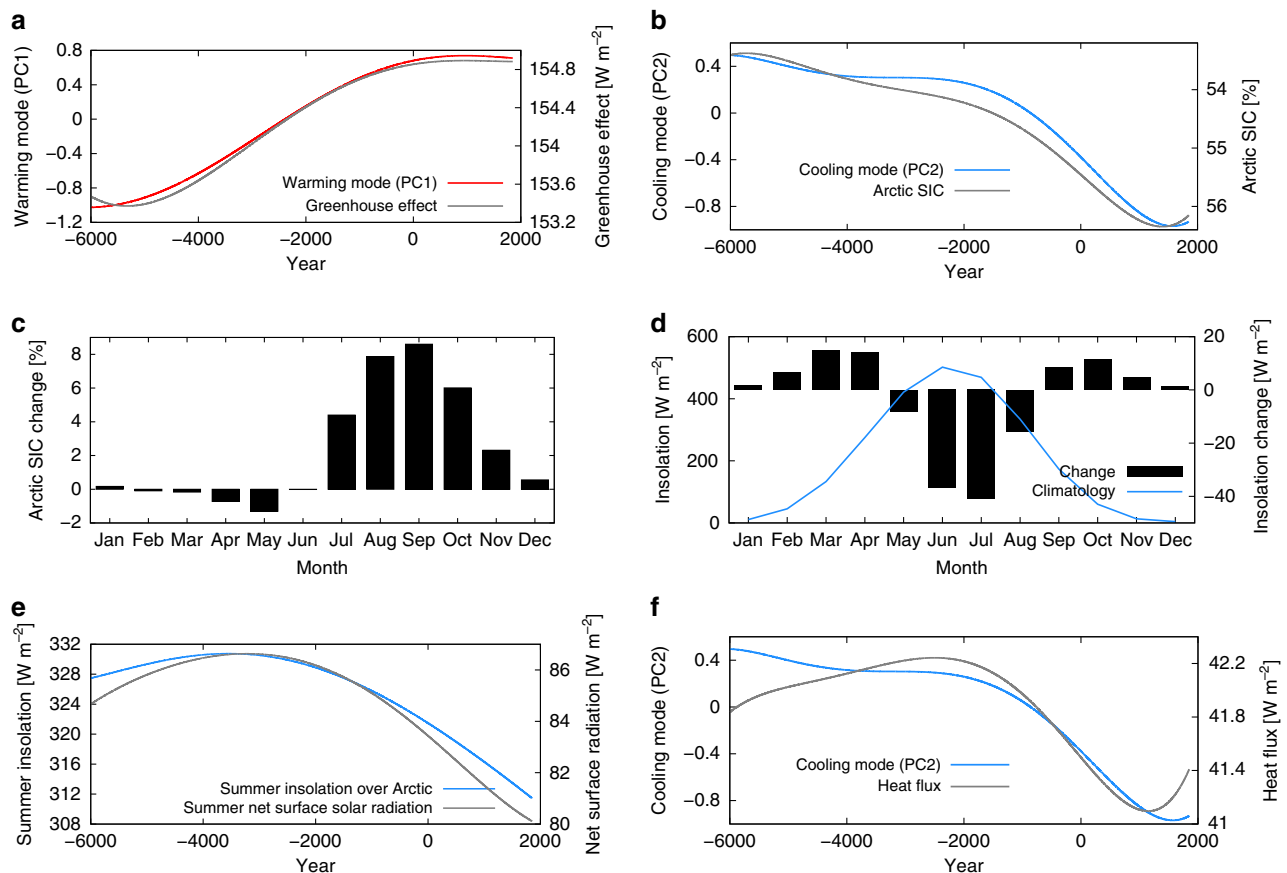 a
Warming mode (PC1)
0.8
0.4
0
−0.4
−0.8
−1.2
154.8
154.4
154
153.6
153.2
Greenhouse effect [W m−2]
Warming mode (PC1)
Greenhouse effect
−6000 −4000 −2000 0 2000
Year
b
Cooling mode (PC2)
0.4
0
−0.4
−0.8
54
55
56
Arctic SIC [%]
Cooling mode (PC2)
Arctic SIC
−6000 −4000 −2000 0 2000
Year
c
Arctic SIC change [%]
8
6
4
2
0
−2
Jan Feb Mar Apr May Jun Jul Aug Sep Oct Nov Dec
Month
d
Insolation [W m−2]
600
400
200
0
20
0
−20
−40
Insolation change [W m−2]
Change
Climatology
Jan Feb Mar Apr May Jun Jul Aug Sep Oct Nov Dec
Month
e
Summer insolation [W m−2]
332
328
324
320
316
312
308
86
84
82
80
Net surface radiation [W m−2]
Summer insolation over Arctic
Summer net surface solar radiation
−6000 −4000 −2000 0 2000
Year
f
Cooling mode (PC2)
0.4
0
−0.4
−0.8
42.2
41.8
41.4
41
Heat flux [W m−2]
Cooling mode (PC2)
Heat flux
−6000 −4000 −2000 0 2000
Year